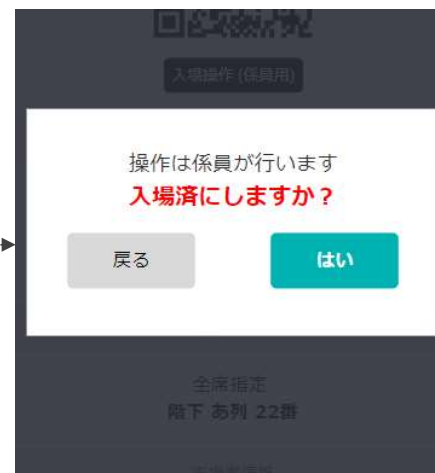 入場操作 (係員用)
操作は係員が行います
入場済にしますか？
戻る
はい
全席指定
階下 あ列 22番